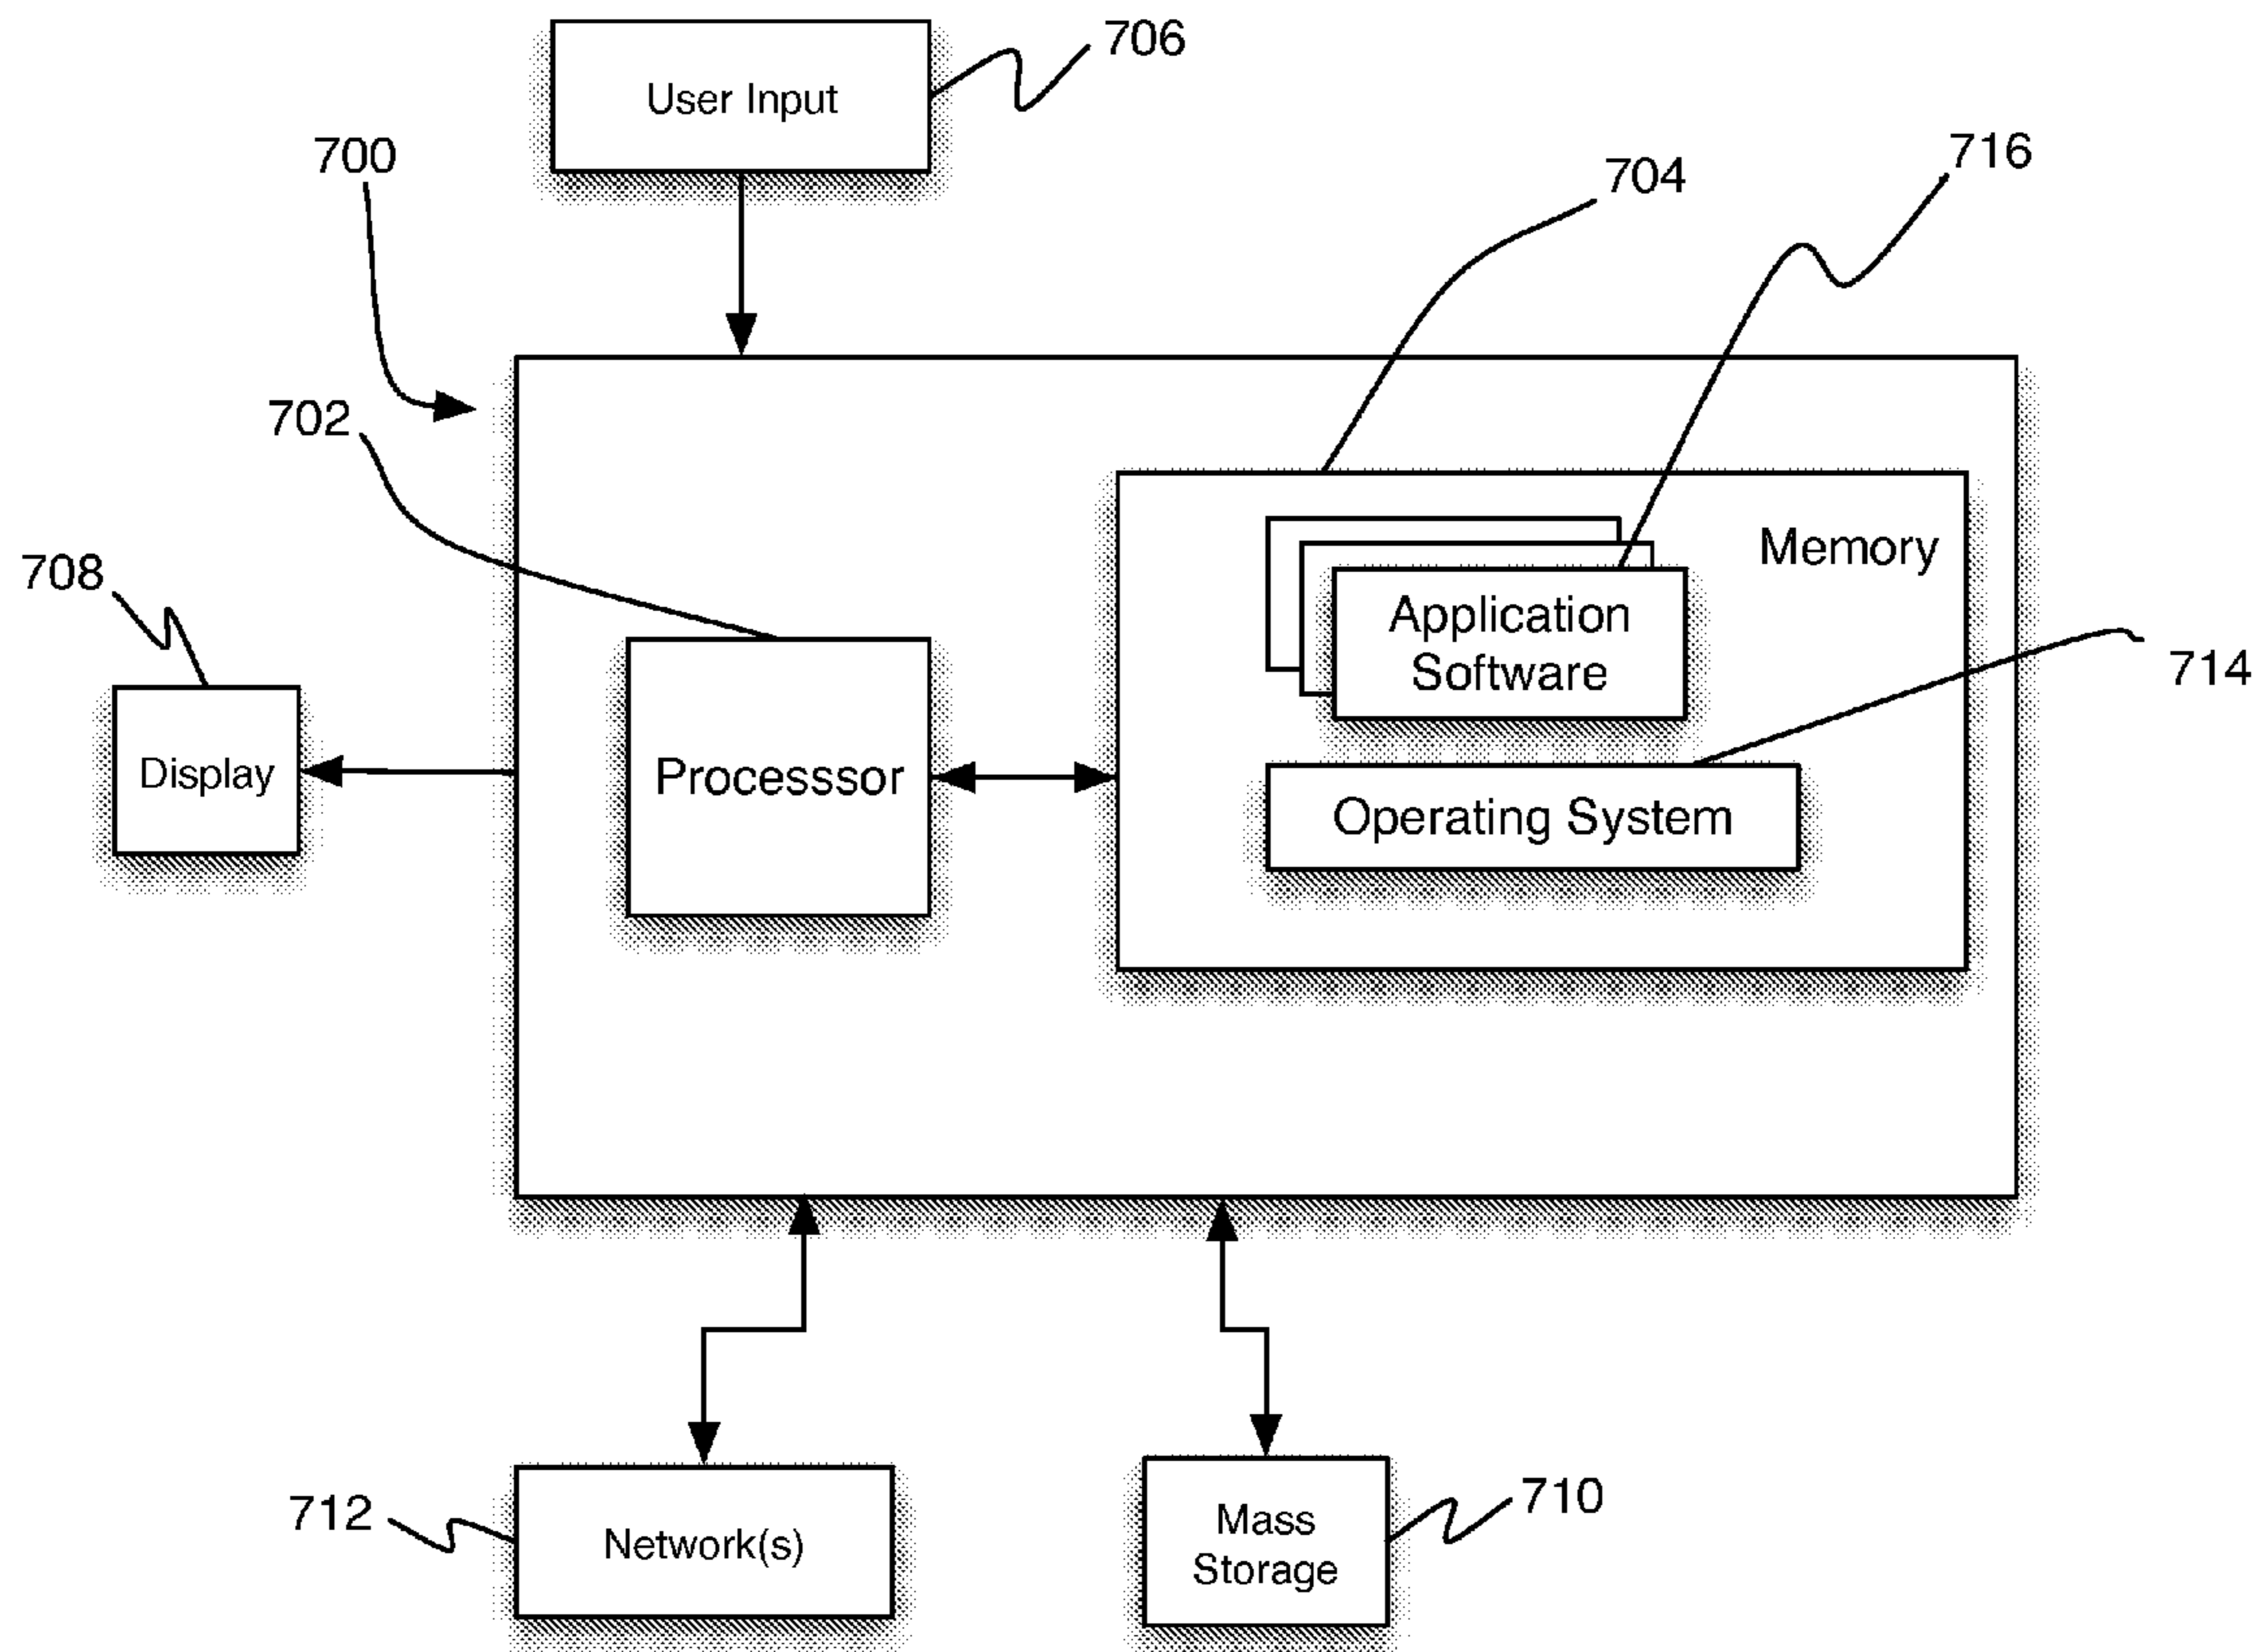 706
User Input
700
716
704
702
Memory
708
Application
Software
714
Display
Processsor
Operating System
712
Network(s)
Mass
Storage
710